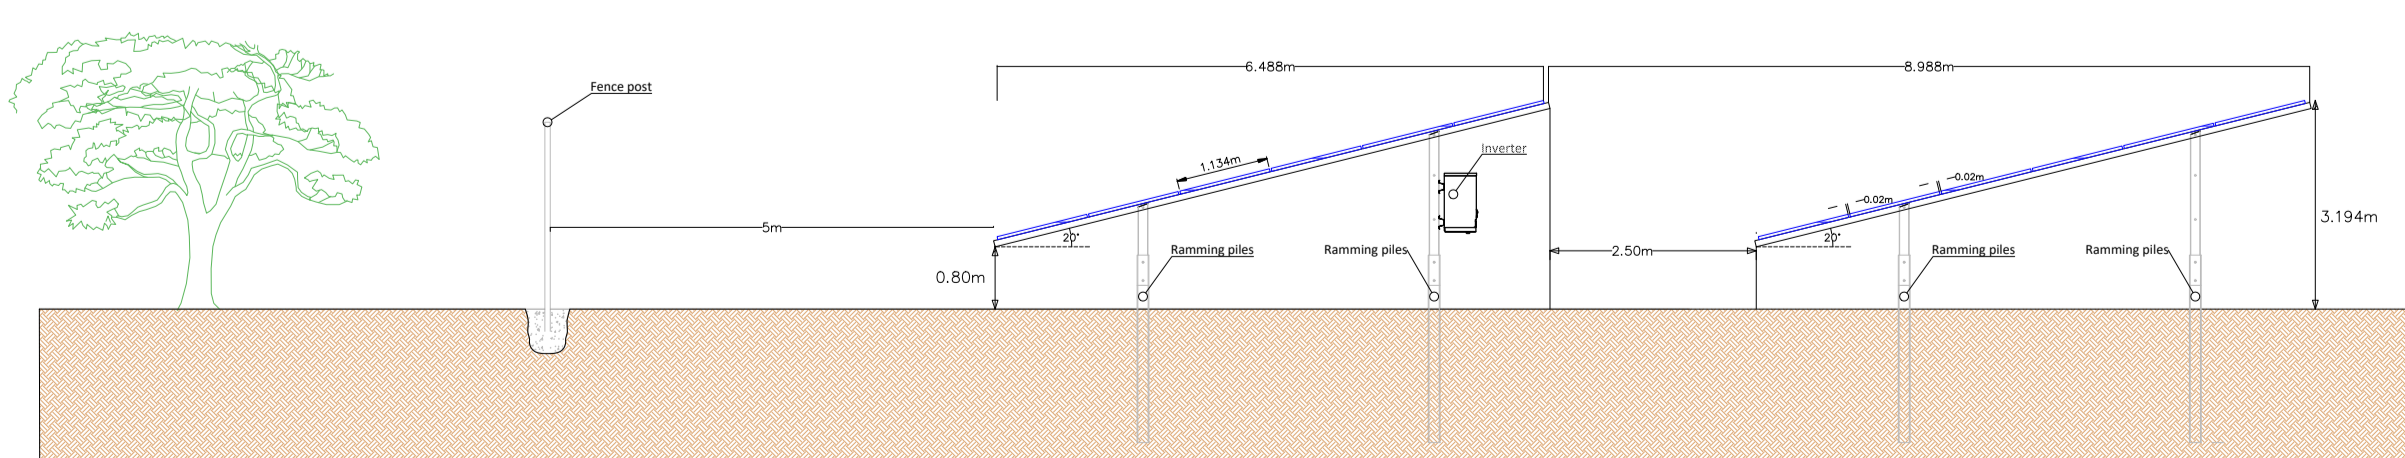 6.488m
8.988m
Fence post
Inverter
1.134m
0.02m
0.02m
3.194m
5m
20°
20°
Ramming piles
Ramming piles
2.50m
Ramming piles
Ramming piles
0.80m